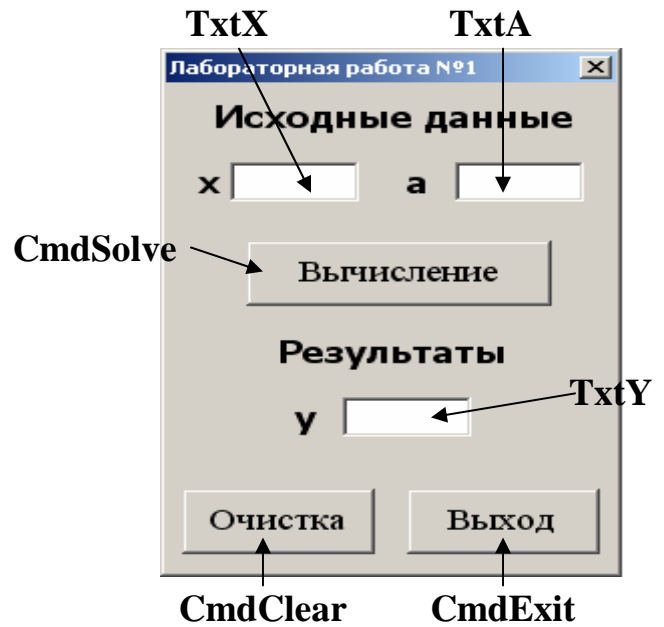 TxtX TxtA
Лабораторная работа №1
Исходные данные
x a
CmdSolve
Вычисление
Результаты
TxtY
y
Очистка Выход
CmdClear CmdExit